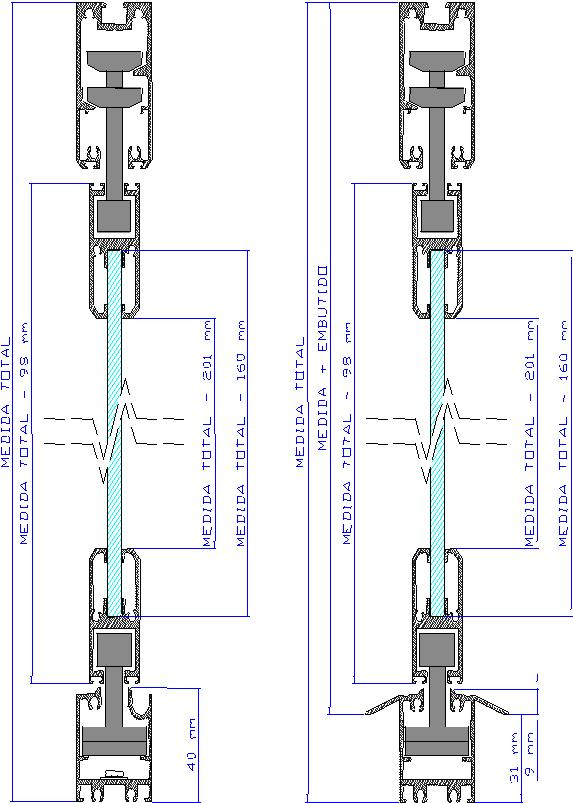 MEDIDA TOTAL
MEDIDA TOTAL - 98 mm
MEDIDA TOTAL - 201 mm
MEDIDA TOTAL - 160 mm
40 mm
MEDIDA TOTAL
MEDIDA + EMBUTIDO
MEDIDA TOTAL - 98 mm
MEDIDA TOTAL - 201 mm
MEDIDA TOTAL - 160 mm
31 mm
9 mm